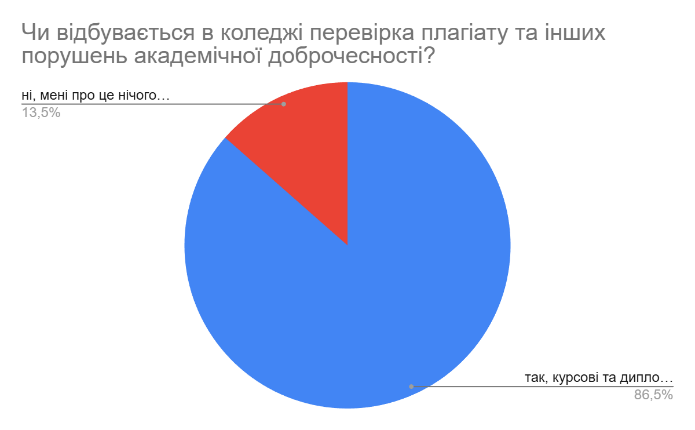 Чи відбувається в коледжі перевірка плагіату та інших
порушень академічної доброчесності?
ні, мені про це нічого…
13,5%
так, курсові та дипло…
86,5%